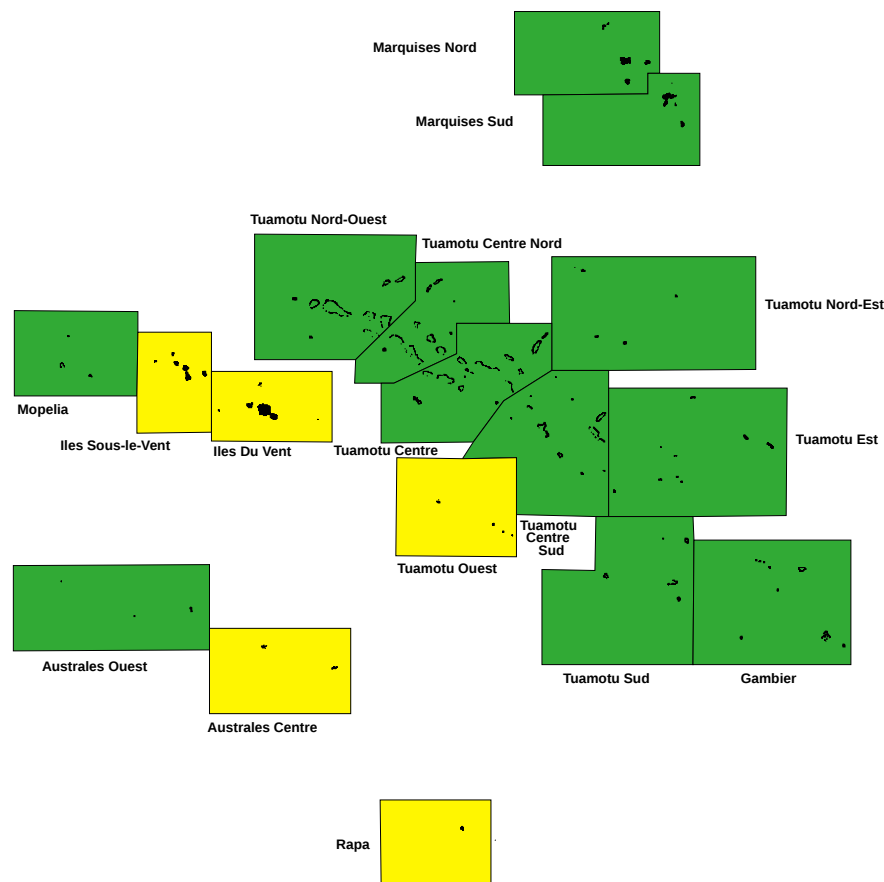 Marquises Nord
Marquises Sud
Tuamotu Nord-Ouest
Tuamotu Centre Nord
Tuamotu Nord-Est
Mopelia
Iles Sous-le-Vent
Iles Du Vent
Tuamotu Centre
Tuamotu Est
Tuamotu
Centre
Sud
Tuamotu Ouest
Australes Ouest
Tuamotu Sud
Gambier
Australes Centre
Rapa